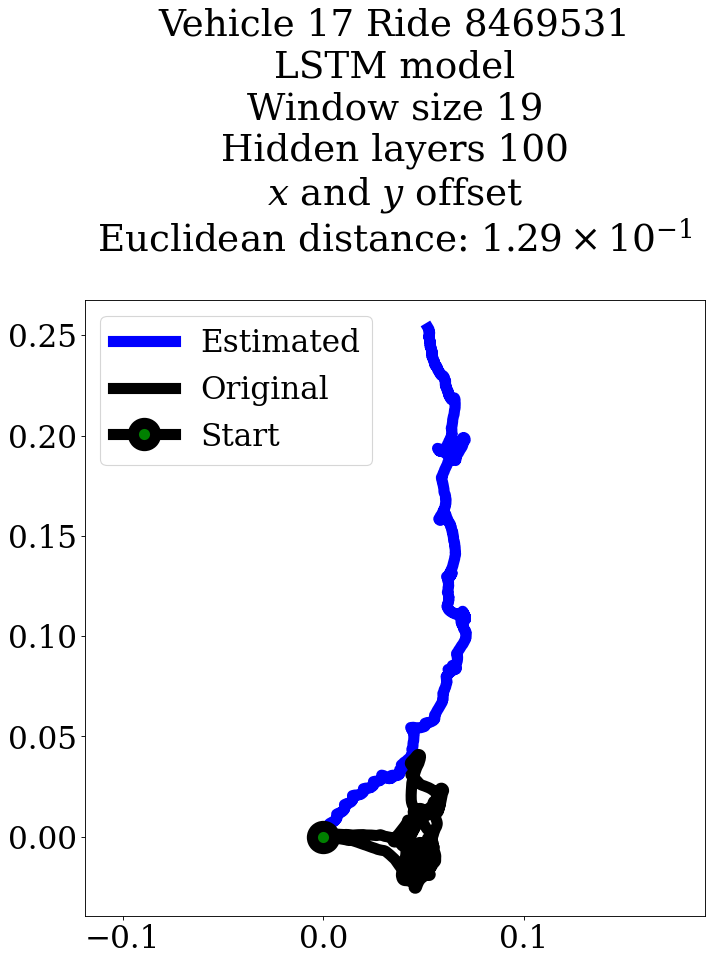 Vehicle 17 Ride 8469531
LSTM model
Window size 19
Hidden layers 100
x and y offset
Euclidean distance: 1.29 × 10⁻¹
Estimated
Original
Start
0.25
0.20
0.15
0.10
0.05
0.00
−0.1 0.0 0.1